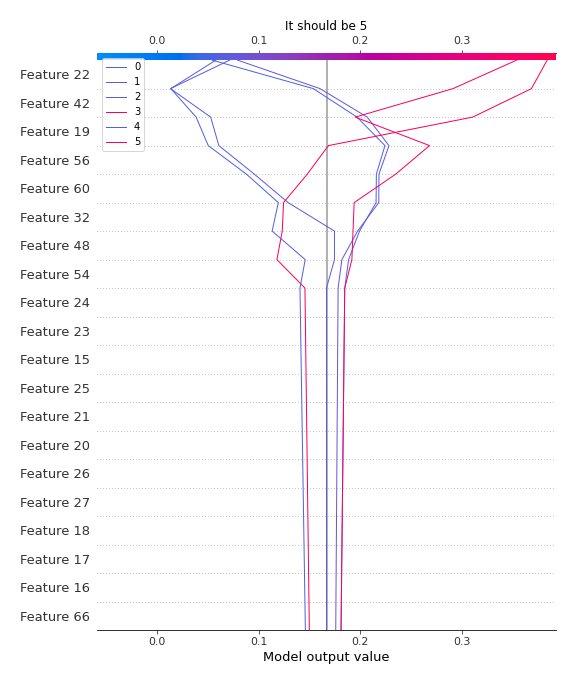 It should be 5
0.0 0.1 0.2 0.3
0
1
2
3
4
5
Feature 22
Feature 42
Feature 19
Feature 56
Feature 60
Feature 32
Feature 48
Feature 54
Feature 24
Feature 23
Feature 15
Feature 25
Feature 21
Feature 20
Feature 26
Feature 27
Feature 18
Feature 17
Feature 16
Feature 66
0.0 0.1 0.2 0.3
Model output value